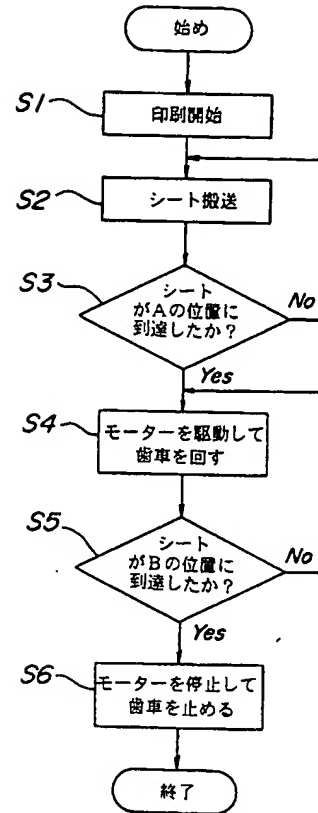 始め
S1
印刷開始
S2
シート搬送
S3
シート
がAの位置に
到達したか?
No
Yes
S4
モーターを駆動して
歯車を回す
S5
シート
がBの位置に
到達したか?
No
Yes
S6
モーターを停止して
歯車を止める
終了